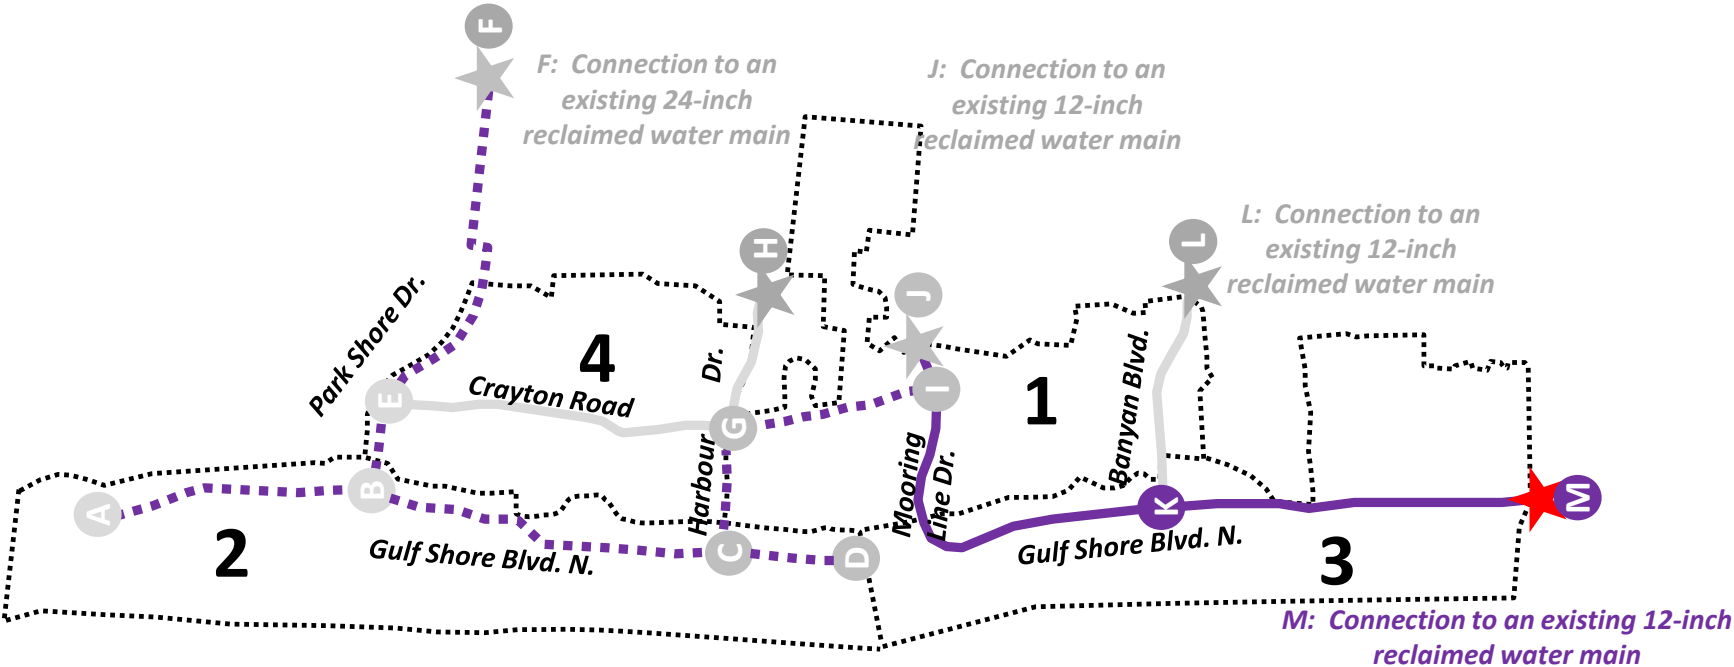 F
F: Connection to an
existing 24-inch
reclaimed water main
J: Connection to an
existing 12-inch
reclaimed water main
H
L
L: Connection to an
existing 12-inch
reclaimed water main
J
Park Shore Dr.
4
Crayton Road
E
Harbour Dr.
G
I
1
Banyan Blvd.
Mooring
Line Dr.
A
B
K
M
2
Gulf Shore Blvd. N.
C
D
Gulf Shore Blvd. N.
3
M: Connection to an existing 12-inch
reclaimed water main